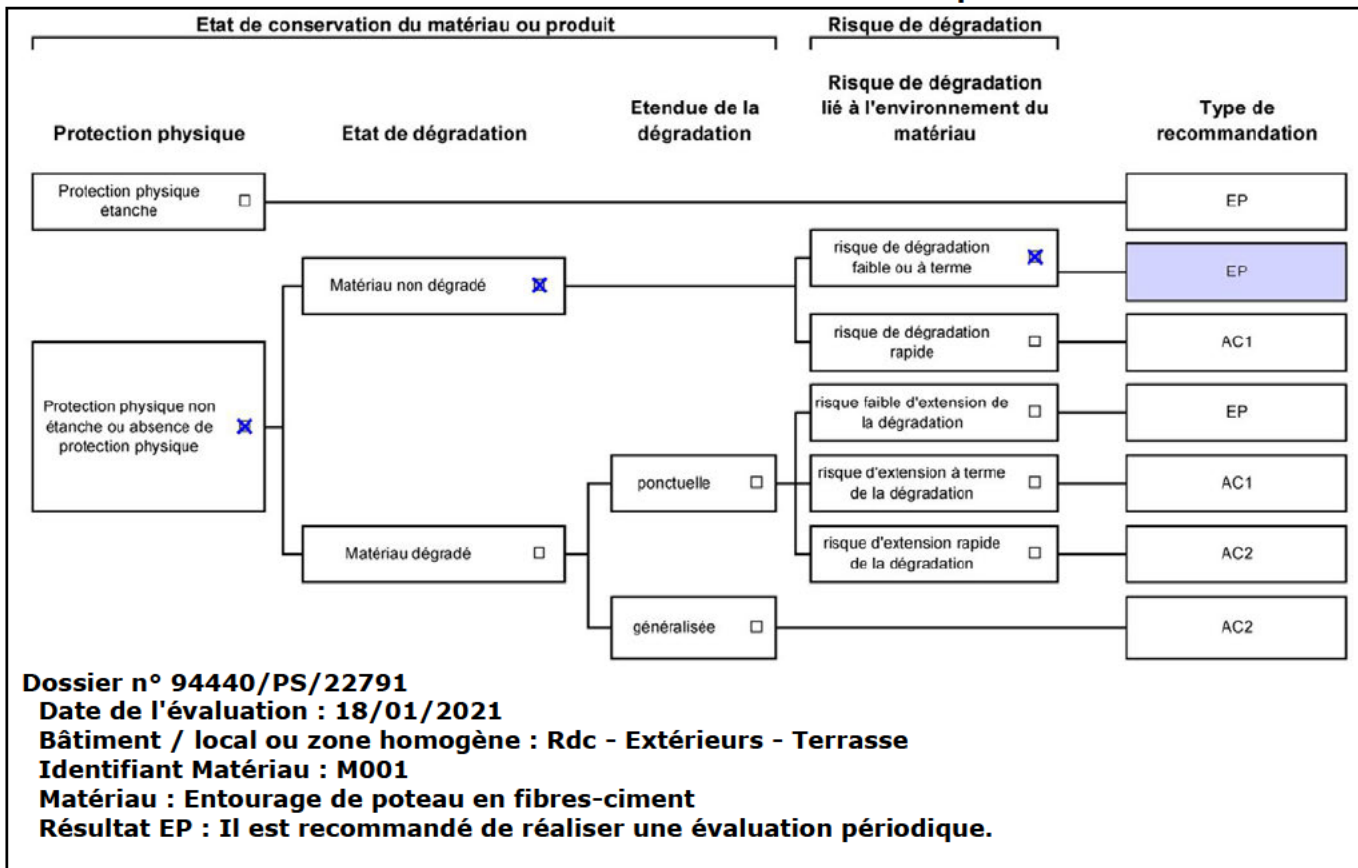 Etat de conservation du matériau ou produit
Risque de dégradation
Protection physique
Etat de dégradation
Etendue de la
dégradation
Risque de dégradation
lié à l'environnement du
matériau
Type de
recommandation
Protection physique
étanche
EP
risque de dégradation
faible ou à terme
EP
Matériau non dégradé
risque de dégradation
rapide
AC1
Protection physique non
étanche ou absence de
protection physique
risque faible d'extension de
la dégradation
EP
ponctuelle
risque d'extension à terme
de la dégradation
AC1
Matériau dégradé
risque d'extension rapide
de la dégradation
AC2
généralisée
AC2
Dossier n° 94440/PS/22791
Date de l'évaluation : 18/01/2021
Bâtiment / local ou zone homogène : Rdc - Extérieurs - Terrasse
Identifiant Matériau : M001
Matériau : Entourage de poteau en fibres-ciment
Résultat EP : Il est recommandé de réaliser une évaluation périodique.